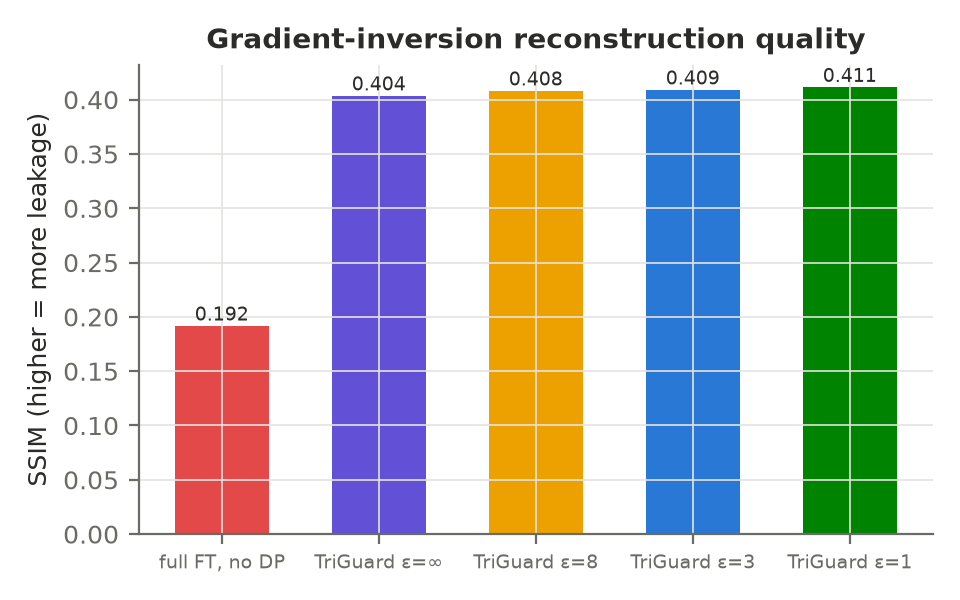 Gradient-inversion reconstruction quality
SSIM (higher = more leakage)
0.40
0.35
0.30
0.25
0.20
0.15
0.10
0.05
0.00
0.192
0.404
0.408
0.409
0.411
full FT, no DP
TriGuard ε=∞
TriGuard ε=8
TriGuard ε=3
TriGuard ε=1